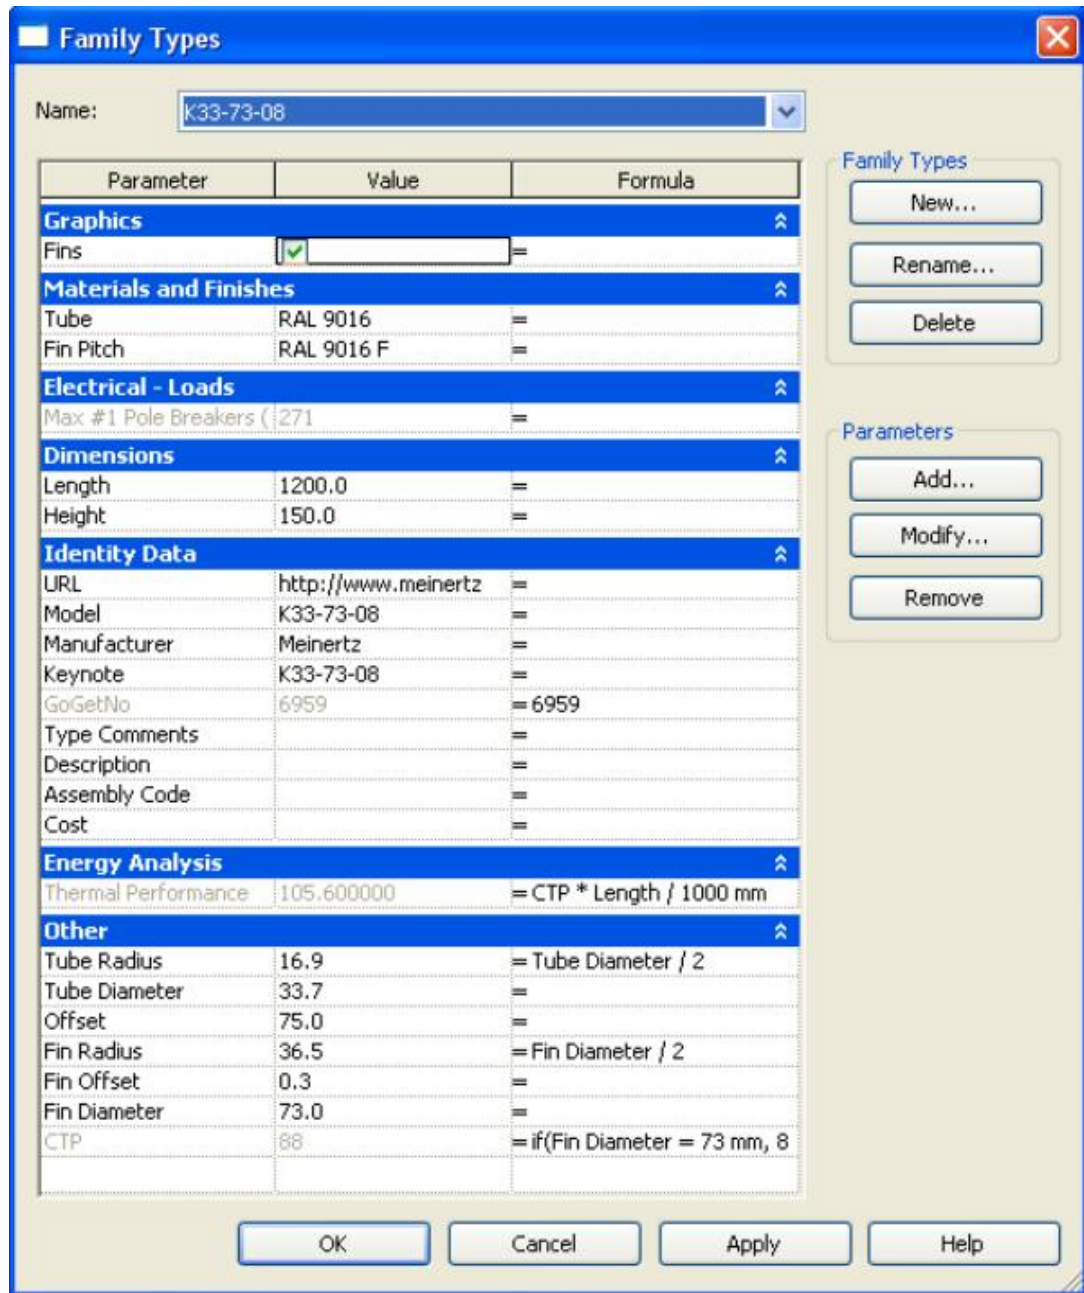 Family Types
Name: K33-73-08
Parameter Value Formula
Graphics
Fins =
Materials and Finishes
Tube RAL 9016 =
Fin Pitch RAL 9016 F =
Electrical - Loads
Max #1 Pole Breakers ( 271 =
Dimensions
Length 1200.0 =
Height 150.0 =
Identity Data
URL http://www.meinertz =
Model K33-73-08 =
Manufacturer Meinertz =
Keynote K33-73-08 =
GoGetNo 6959 = 6959
Type Comments =
Description =
Assembly Code =
Cost =
Energy Analysis
Thermal Performance 105.600000 = CTP * Length / 1000 mm
Other
Tube Radius 16.9 = Tube Diameter / 2
Tube Diameter 33.7 =
Offset 75.0 =
Fin Radius 36.5 = Fin Diameter / 2
Fin Offset 0.3 =
Fin Diameter 73.0 =
CTP 88 = if(Fin Diameter = 73 mm, 8
Family Types
New...
Rename...
Delete
Parameters
Add...
Modify...
Remove
OK Cancel Apply Help